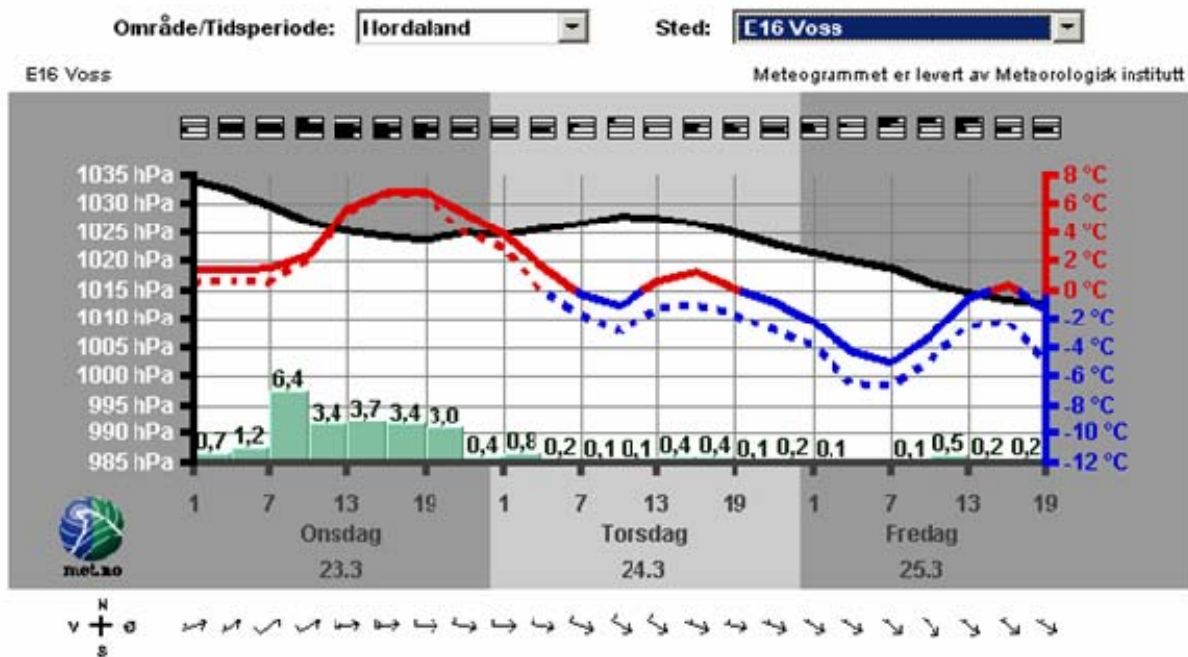 Område/Tidsperiode: Hordaland Sted: E16 Voss
E16 Voss Meteogrammet er levert av Meteorologisk institutt
1035 hPa 8 °C
1030 hPa 6 °C
1025 hPa 4 °C
1020 hPa 2 °C
1015 hPa 0 °C
1010 hPa -2 °C
1005 hPa -4 °C
1000 hPa -6 °C
995 hPa -8 °C
990 hPa -10 °C
985 hPa -12 °C
0,7 1,2 6,4 3,4 3,7 3,4 3,0 0,4 0,8 0,2 0,1 0,1 0,4 0,4 0,1 0,2 0,1 0,1 0,5 0,2 0,2
1 7 13 19 1 7 13 19 1 7 13 19
Onsdag Torsdag Fredag
23.3 24.3 25.3
met.no
N
V Ø
S